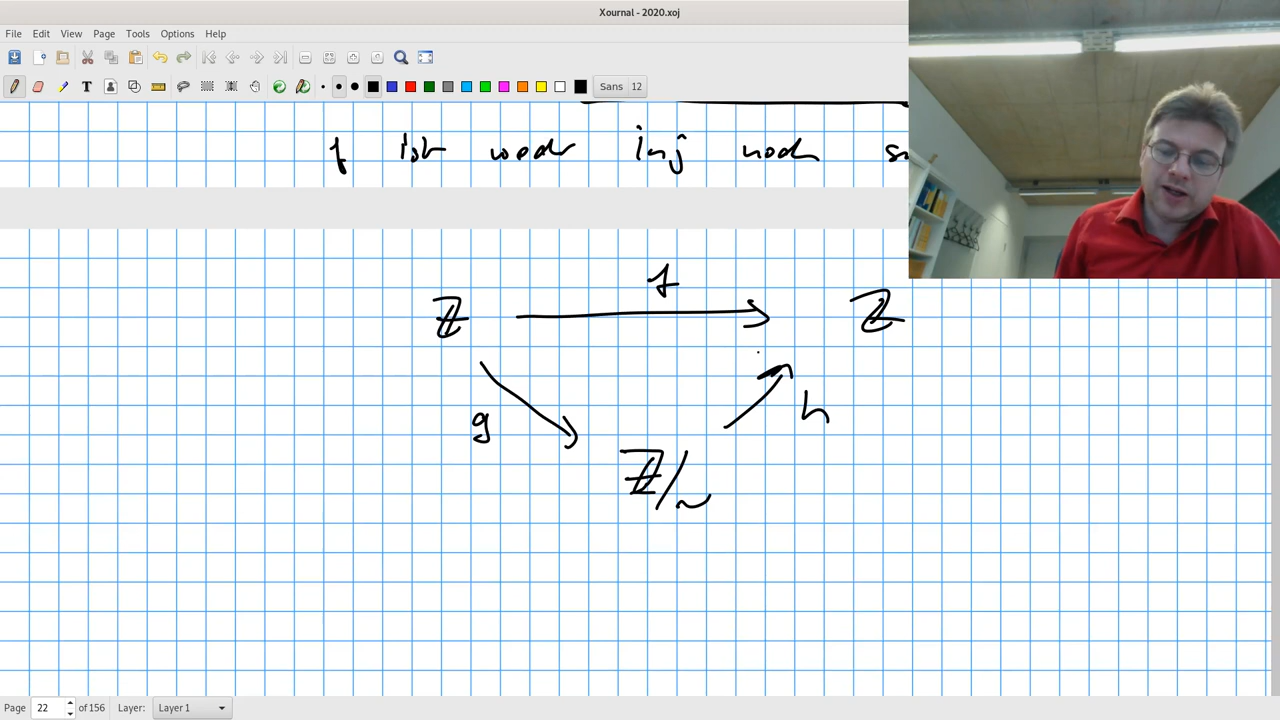 Xournal - 2020.xoj
File Edit View Page Tools Options Help
T Sans 12
f ist weder inj noch
f
ℤ ℤ
g h
ℤ/~
Page 22 of 156 Layer: Layer 1